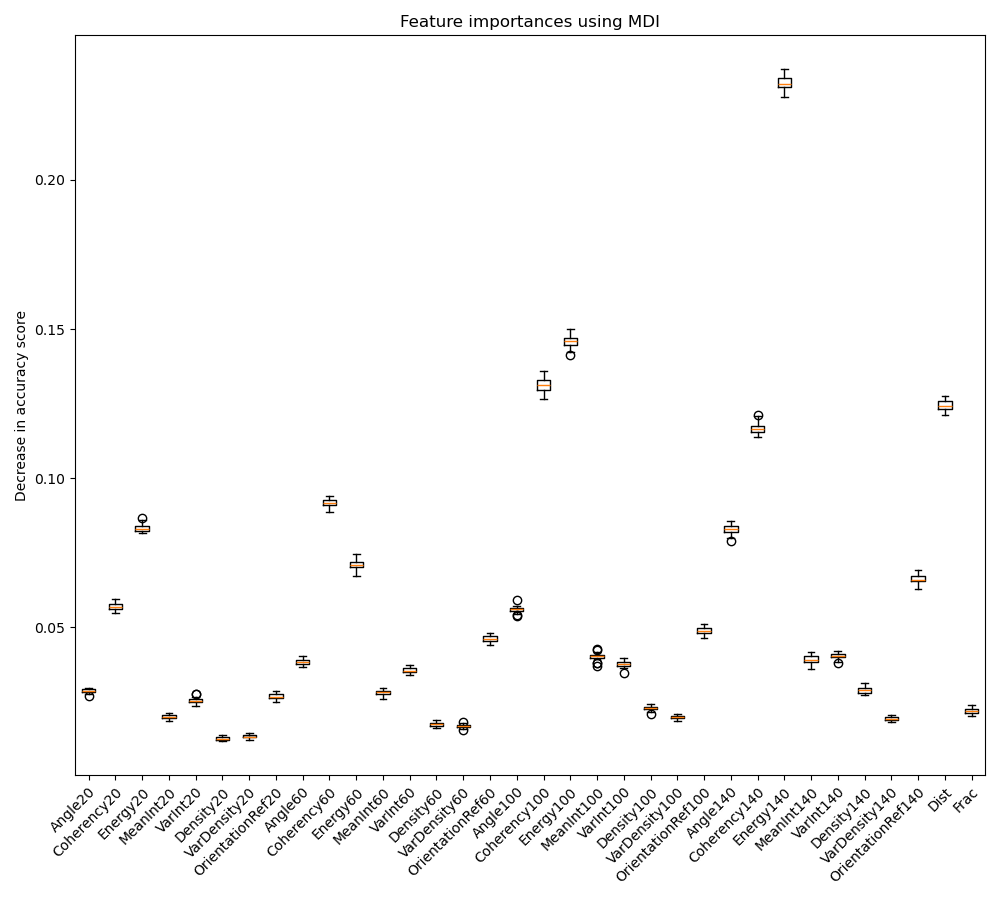 Feature importances using MDI
Decrease in accuracy score
0.20
0.15
0.10
0.05
Angle20
Coherency20
Energy20
MeanInt20
VarInt20
Density20
VarDensity20
OrientationRef20
Angle60
Coherency60
Energy60
MeanInt60
VarInt60
Density60
VarDensity60
OrientationRef60
Angle100
Coherency100
Energy100
MeanInt100
VarInt100
Density100
VarDensity100
OrientationRef100
Angle140
Coherency140
Energy140
MeanInt140
VarInt140
Density140
VarDensity140
OrientationRef140
Dist
Frac